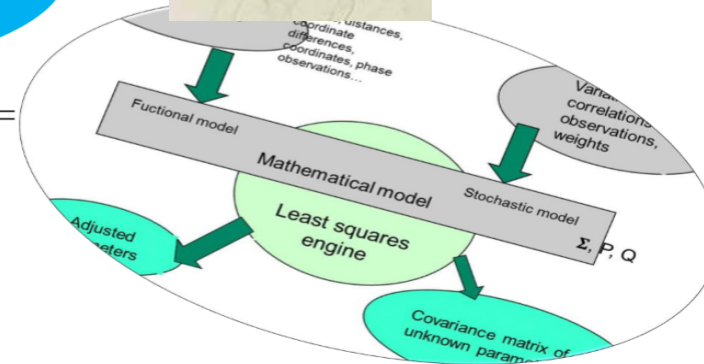 distances,
coordinate
differences,
coordinates, phase
observations...
correlations
observations,
weights
Fuctional model
Mathematical model
Stochastic model
Σ, P, Q
Least squares
engine
Adjusted
Covariance matrix of
unknown
=